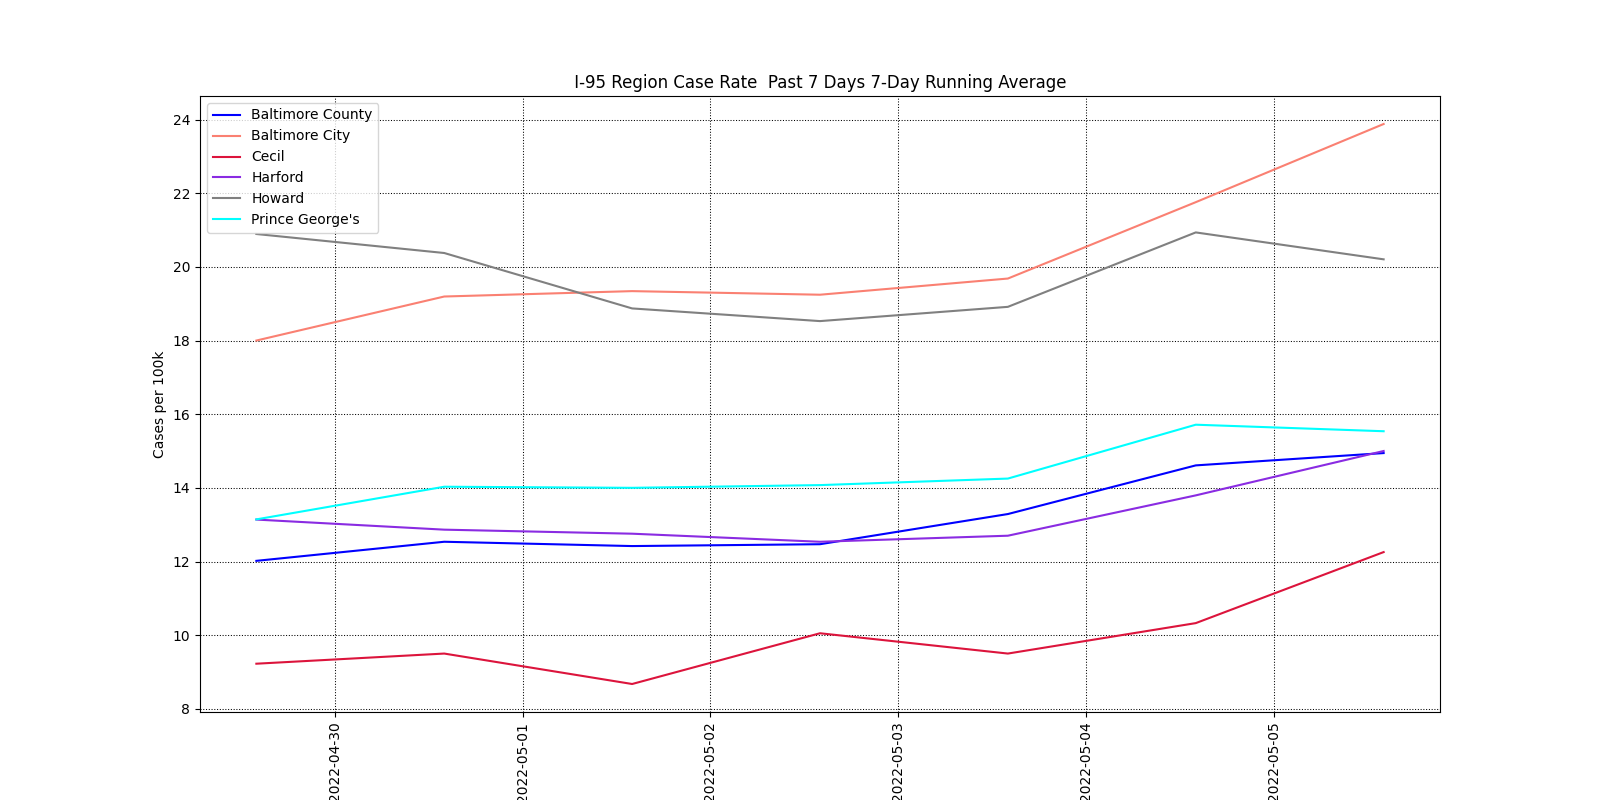 I-95 Region Case Rate  Past 7 Days 7-Day Running Average
Baltimore County
Baltimore City
Cecil
Harford
Howard
Prince George's
Cases per 100k
24
22
20
18
16
14
12
10
8
2022-04-30
2022-05-01
2022-05-02
2022-05-03
2022-05-04
2022-05-05